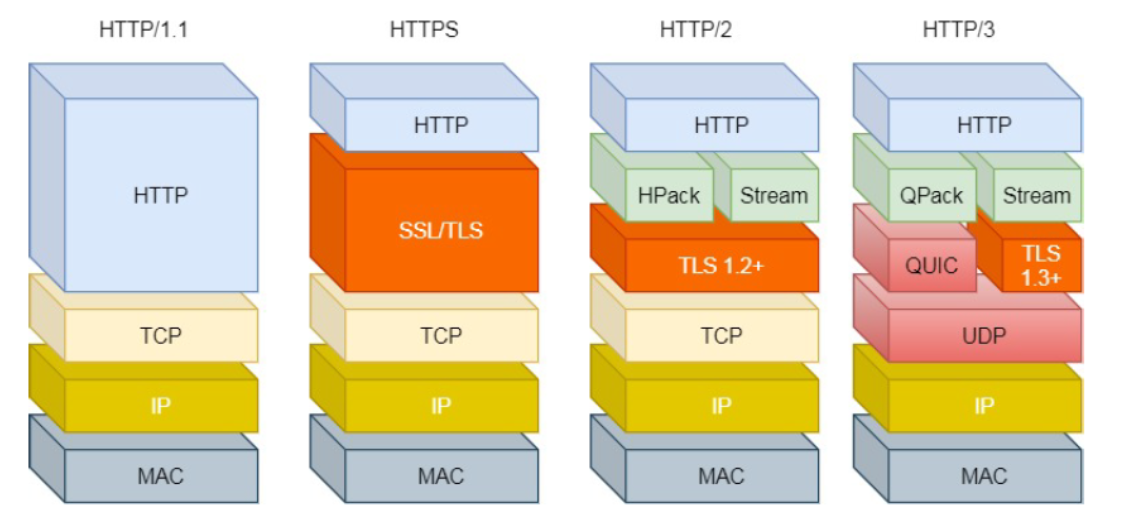 HTTP/1.1
HTTPS
HTTP/2
HTTP/3
HTTP
TCP
IP
MAC
HTTP
SSL/TLS
TCP
IP
MAC
HTTP
HPack
Stream
TLS 1.2+
TCP
IP
MAC
HTTP
QPack
Stream
QUIC
TLS
1.3+
UDP
IP
MAC